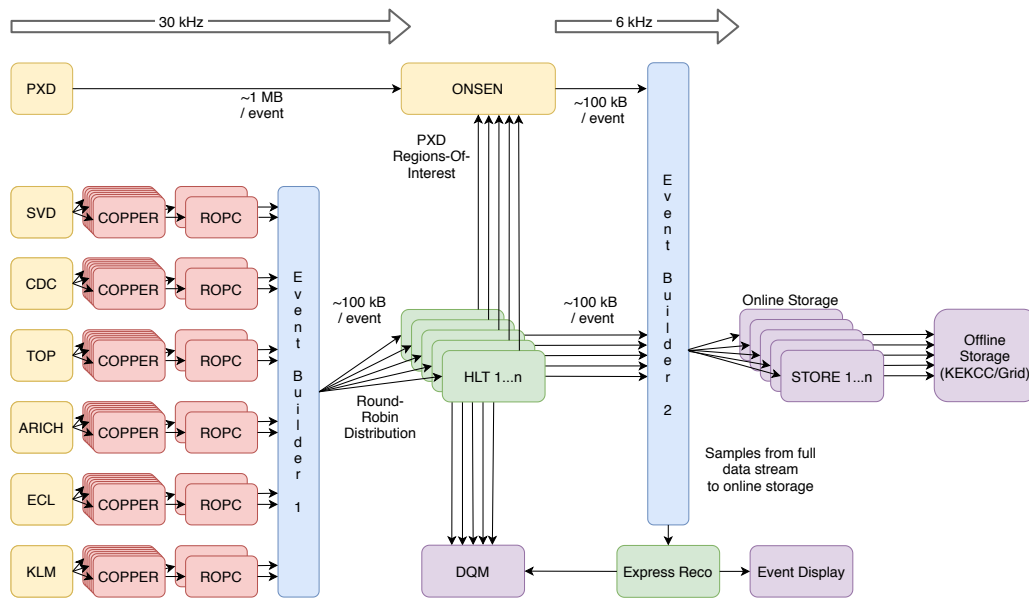 30 kHz
6 kHz
PXD
~1 MB
/ event
ONSEN
~100 kB
/ event
PXD
Regions-Of-
Interest
SVD
COPPER
ROPC
CDC
COPPER
ROPC
TOP
COPPER
ROPC
ARICH
COPPER
ROPC
ECL
COPPER
ROPC
KLM
COPPER
ROPC
Event Builder 1
~100 kB
/ event
Round-
Robin
Distribution
HLT 1...n
~100 kB
/ event
Event Builder 2
Online Storage
STORE 1...n
Offline
Storage
(KEKCC/Grid)
Samples from full
data stream
to online storage
DQM
Express Reco
Event Display